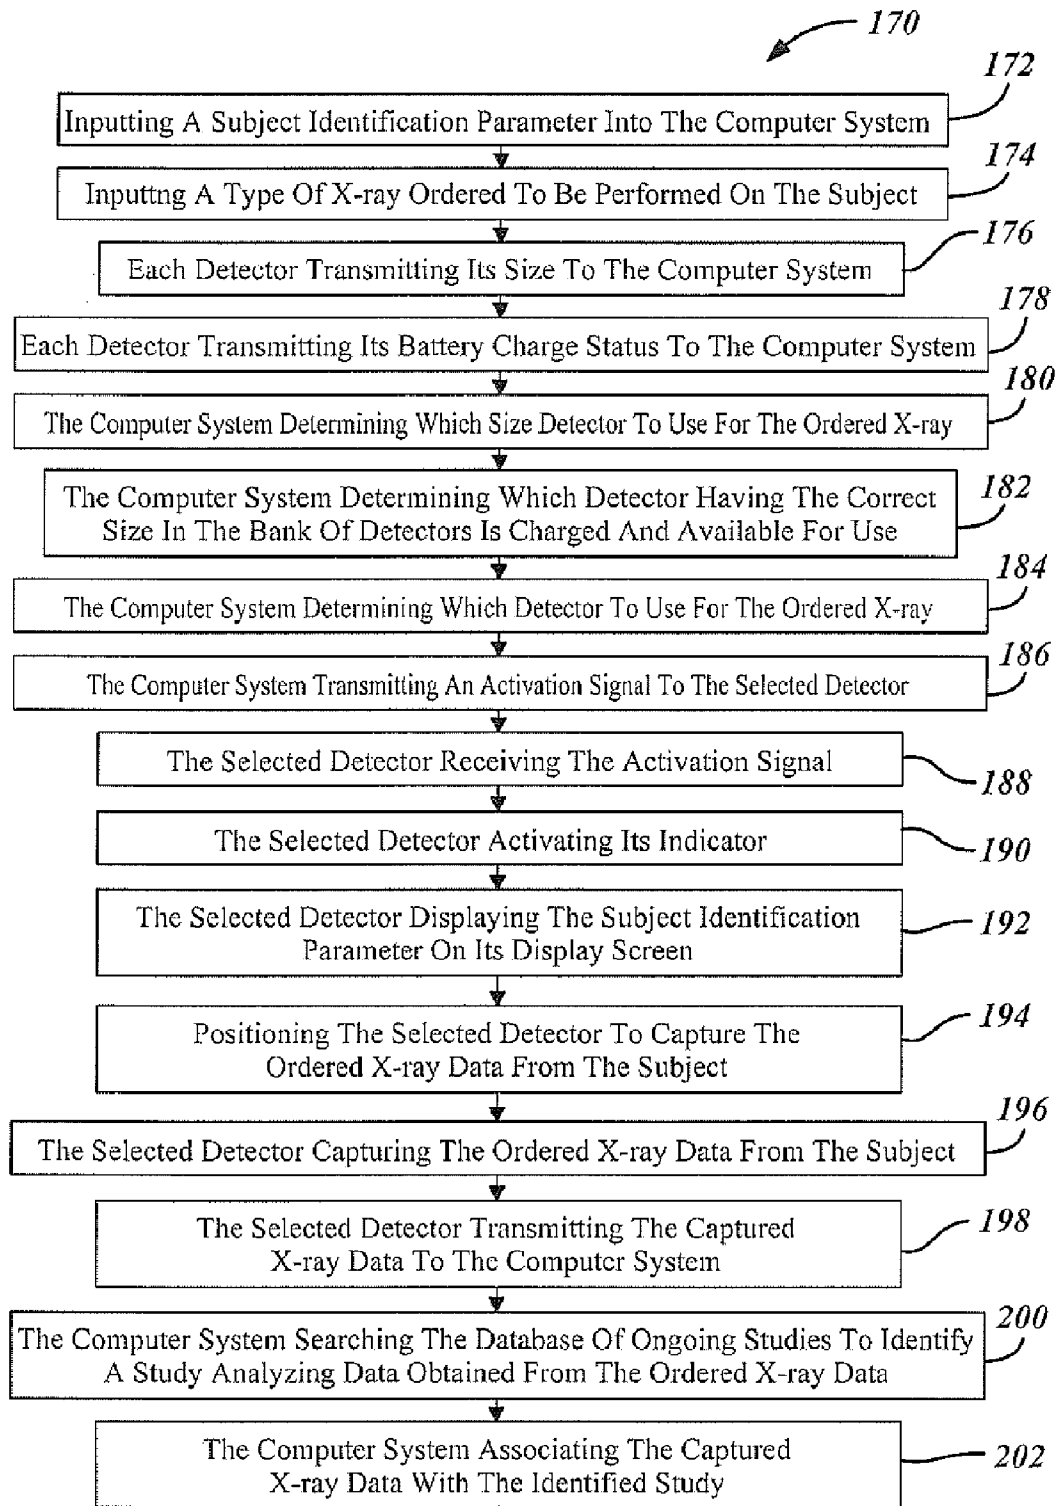 170
172
Inputting A Subject Identification Parameter Into The Computer System
174
Inputtng A Type Of X-ray Ordered To Be Performed On The Subject
176
Each Detector Transmitting Its Size To The Computer System
178
Each Detector Transmitting Its Battery Charge Status To The Computer System
180
The Computer System Determining Which Size Detector To Use For The Ordered X-ray
182
The Computer System Determining Which Detector Having The Correct
Size In The Bank Of Detectors Is Charged And Available For Use
184
The Computer System Determining Which Detector To Use For The Ordered X-ray
186
The Computer System Transmitting An Activation Signal To The Selected Detector
The Selected Detector Receiving The Activation Signal
188
The Selected Detector Activating Its Indicator
190
The Selected Detector Displaying The Subject Identification
Parameter On Its Display Screen
192
Positioning The Selected Detector To Capture The
Ordered X-ray Data From The Subject
194
196
The Selected Detector Capturing The Ordered X-ray Data From The Subject
The Selected Detector Transmitting The Captured
X-ray Data To The Computer System
198
200
The Computer System Searching The Database Of Ongoing Studies To Identify
A Study Analyzing Data Obtained From The Ordered X-ray Data
The Computer System Associating The Captured
X-ray Data With The Identified Study
202